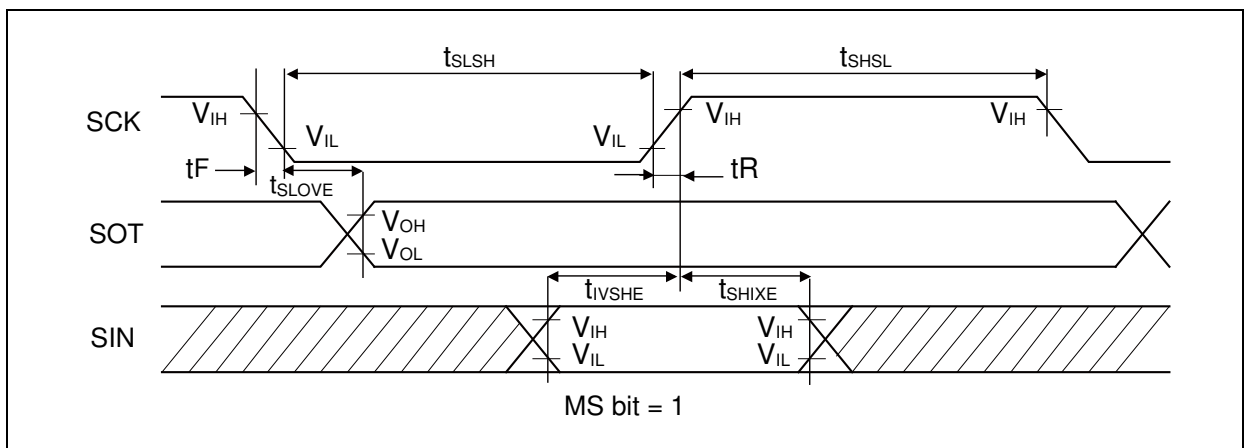 tSLSH
tSHSL
SCK
VIH
VIL
VIL
VIH
VIH
tF
tSLOVE
tR
SOT
VOH
VOL
tIVSHE
tSHIXE
SIN
VIH
VIL
VIH
VIL
MS bit = 1